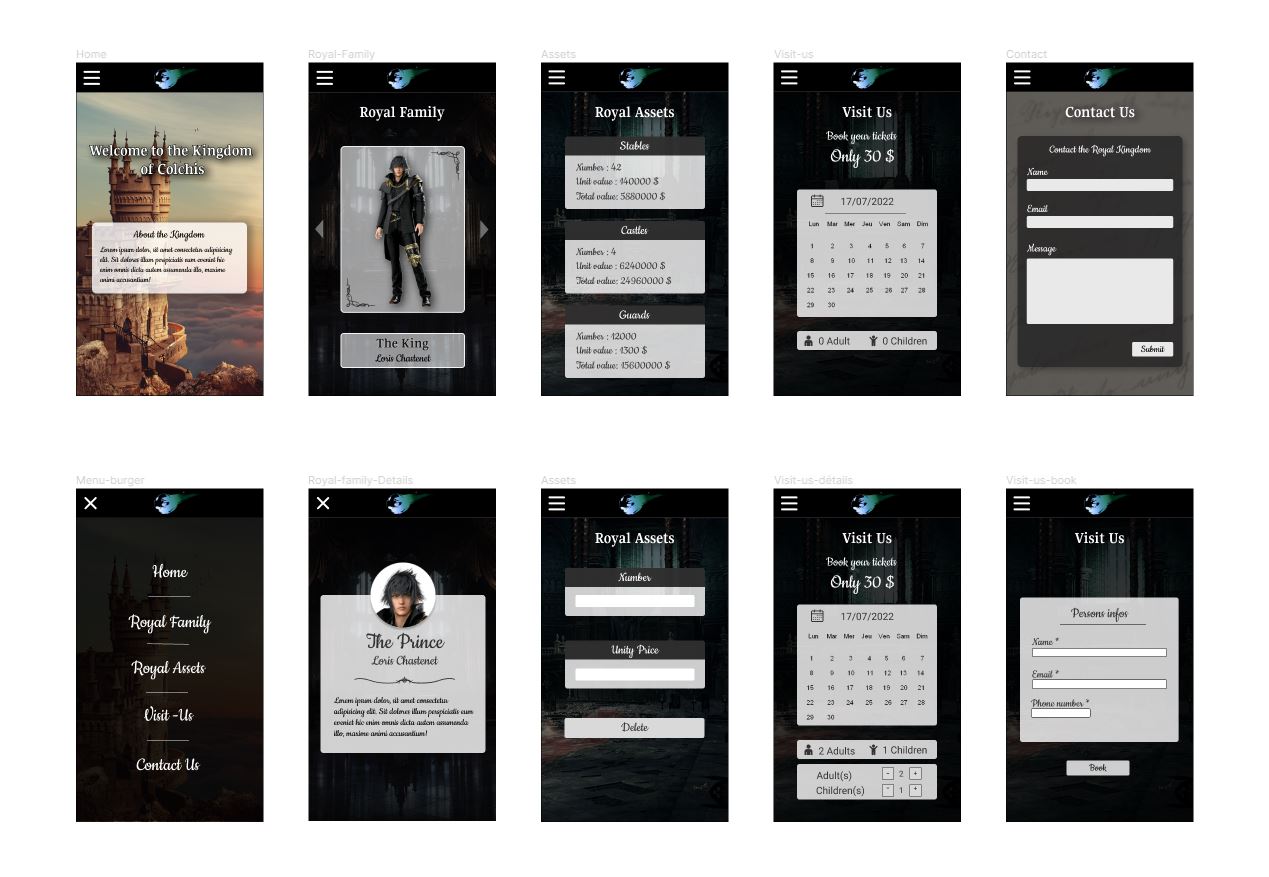 Home
Welcome to the Kingdom
of Colchis
About the Kingdom
Lorem ipsum dolor, sit amet consectetur adipisicing
elit. Sit dolores illum perspiciatis eum eveniet hic
enim omnis dicta autem assumenda illo, maxime
animi accusantium!
Royal-Family
Royal Family
The King
Loris Chastenet
Assets
Royal Assets
Stables
Number : 42
Unit value : 140000 $
Total value: 5880000 $
Castles
Number : 4
Unit value : 6240000 $
Total value: 24960000 $
Guards
Number : 12000
Unit value : 1300 $
Total value: 15600000 $
Visit-us
Visit Us
Book your tickets
Only 30 $
17/07/2022
Lun Mar Mer Jeu Ven Sam Dim
1 2 3 4 5 6 7
8 9 10 11 12 13 14
15 16 17 18 19 20 21
22 23 24 25 26 27 28
29 30
0 Adult 0 Children
Contact
Contact Us
Contact the Royal Kingdom
Name
Email
Message
Submit
Menu-burger
Home
Royal Family
Royal Assets
Visit -Us
Contact Us
Royal-family-Details
The Prince
Loris Chastenet
Lorem ipsum dolor, sit amet consectetur
adipisicing elit. Sit dolores illum perspiciatis eum
eveniet hic enim omnis dicta autem assumenda
illo, maxime animi accusantium!
Assets
Royal Assets
Number
Unity Price
Delete
Visit-us-details
Visit Us
Book your tickets
Only 30 $
17/07/2022
Lun Mar Mer Jeu Ven Sam Dim
1 2 3 4 5 6 7
8 9 10 11 12 13 14
15 16 17 18 19 20 21
22 23 24 25 26 27 28
29 30
2 Adults 1 Children
Adult(s) - 2 +
Children(s) - 1 +
Visit-us-book
Visit Us
Persons infos
Name *
Email *
Phone number *
Book